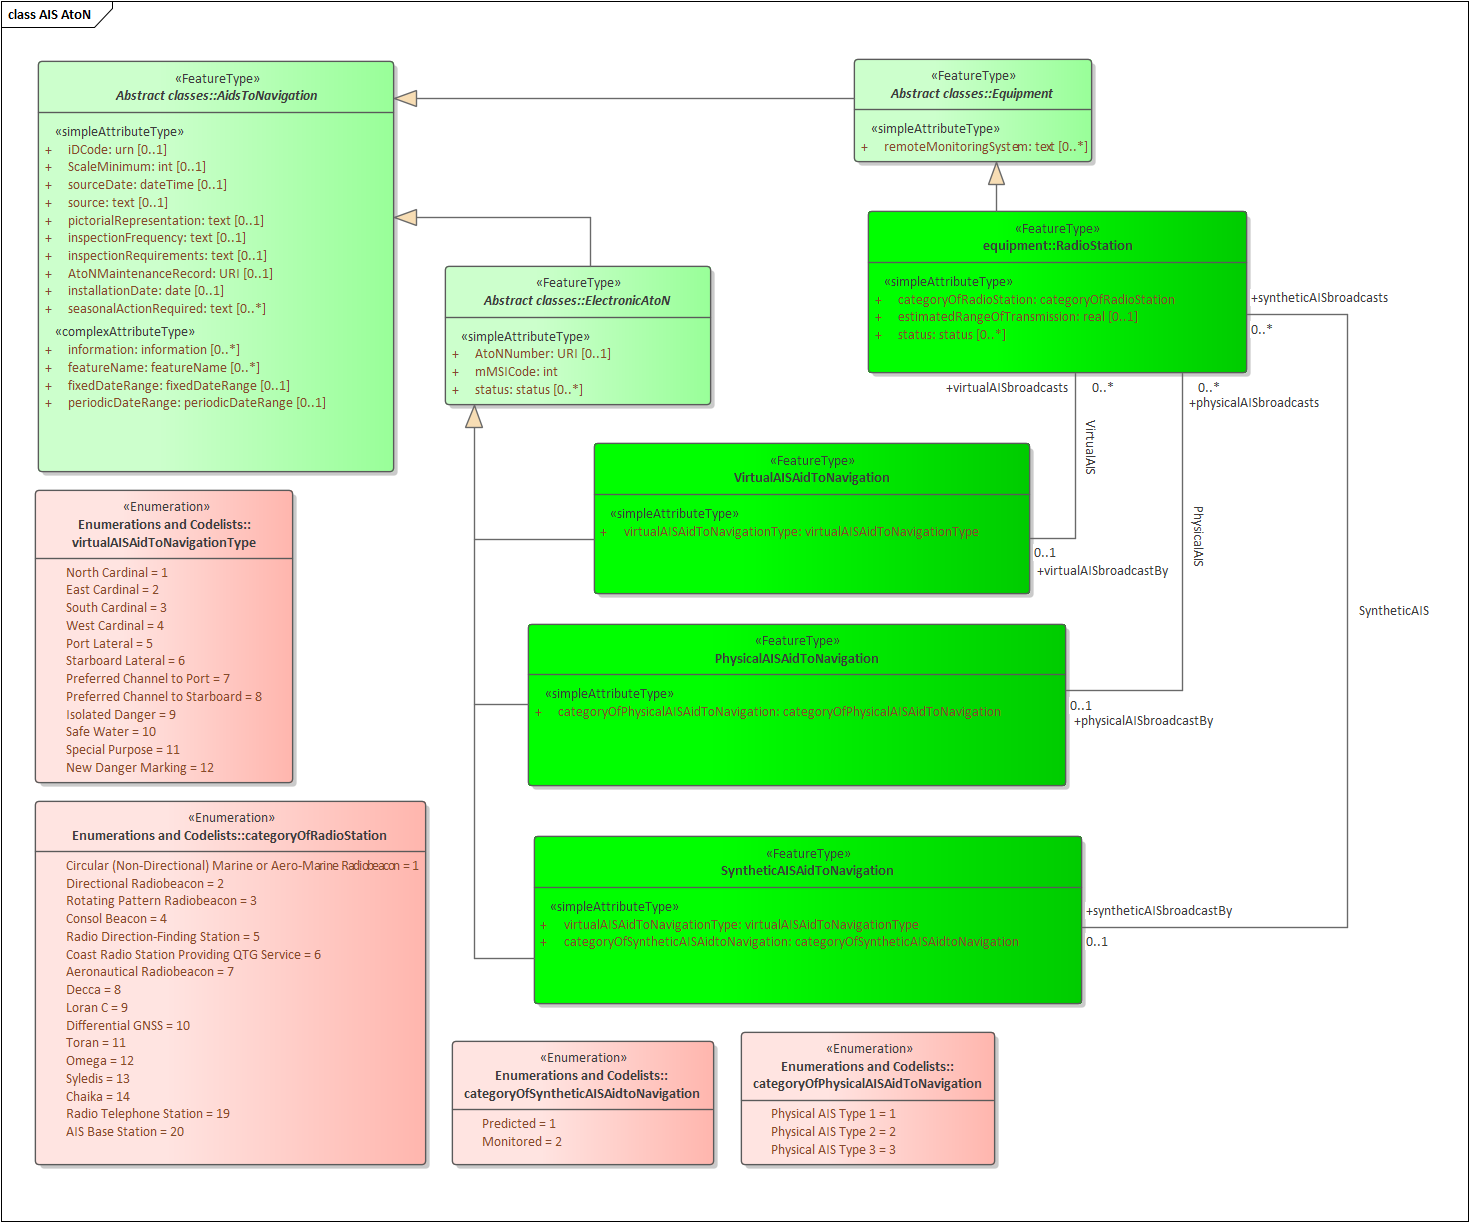 class AIS AtoN
«FeatureType»
Abstract classes::AidsToNavigation
«simpleAttributeType»
+ iDCode: urn [0..1]
+ ScaleMinimum: int [0..1]
+ sourceDate: dateTime [0..1]
+ source: text [0..1]
+ pictorialRepresentation: text [0..1]
+ inspectionFrequency: text [0..1]
+ inspectionRequirements: text [0..1]
+ AtoNMaintenanceRecord: URI [0..1]
+ installationDate: date [0..1]
+ seasonalActionRequired: text [0..*]
«complexAttributeType»
+ information: information [0..*]
+ featureName: featureName [0..*]
+ fixedDateRange: fixedDateRange [0..1]
+ periodicDateRange: periodicDateRange [0..1]
«FeatureType»
Abstract classes::Equipment
«simpleAttributeType»
+ remoteMonitoringSystem: text [0..*]
«FeatureType»
equipment::RadioStation
«simpleAttributeType»
+ categoryOfRadioStation: categoryOfRadioStation
+ estimatedRangeOfTransmission: real [0..1]
+ status: status [0..*]
+syntheticAISbroadcasts
0..*
+virtualAISbroadcasts
0..*
0..*
+physicalAISbroadcasts
«FeatureType»
Abstract classes::ElectronicAtoN
«simpleAttributeType»
+ AtoNNumber: URI [0..1]
+ mMSICode: int
+ status: status [0..*]
VirtualAIS
PhysicalAIS
SyntheticAIS
«FeatureType»
VirtualAISAidToNavigation
«simpleAttributeType»
+ virtualAISAidToNavigationType: virtualAISAidToNavigationType
0..1
+virtualAISbroadcastBy
«FeatureType»
PhysicalAISAidToNavigation
«simpleAttributeType»
+ categoryOfPhysicalAISAidToNavigation: categoryOfPhysicalAISAidToNavigation
0..1
+physicalAISbroadcastBy
«FeatureType»
SyntheticAISAidToNavigation
«simpleAttributeType»
+ virtualAISAidToNavigationType: virtualAISAidToNavigationType
+ categoryOfSyntheticAISAidtoNavigation: categoryOfSyntheticAISAidtoNavigation
+syntheticAISbroadcastBy
0..1
«Enumeration»
Enumerations and Codelists::
virtualAISAidToNavigationType
North Cardinal = 1
East Cardinal = 2
South Cardinal = 3
West Cardinal = 4
Port Lateral = 5
Starboard Lateral = 6
Preferred Channel to Port = 7
Preferred Channel to Starboard = 8
Isolated Danger = 9
Safe Water = 10
Special Purpose = 11
New Danger Marking = 12
«Enumeration»
Enumerations and Codelists::categoryOfRadioStation
Circular (Non-Directional) Marine or Aero-Marine Radiobeacon = 1
Directional Radiobeacon = 2
Rotating Pattern Radiobeacon = 3
Consol Beacon = 4
Radio Direction-Finding Station = 5
Coast Radio Station Providing QTG Service = 6
Aeronautical Radiobeacon = 7
Decca = 8
Loran C = 9
Differential GNSS = 10
Toran = 11
Omega = 12
Syledis = 13
Chaika = 14
Radio Telephone Station = 19
AIS Base Station = 20
«Enumeration»
Enumerations and Codelists::
categoryOfSyntheticAISAidtoNavigation
Predicted = 1
Monitored = 2
«Enumeration»
Enumerations and Codelists::
categoryOfPhysicalAISAidToNavigation
Physical AIS Type 1 = 1
Physical AIS Type 2 = 2
Physical AIS Type 3 = 3